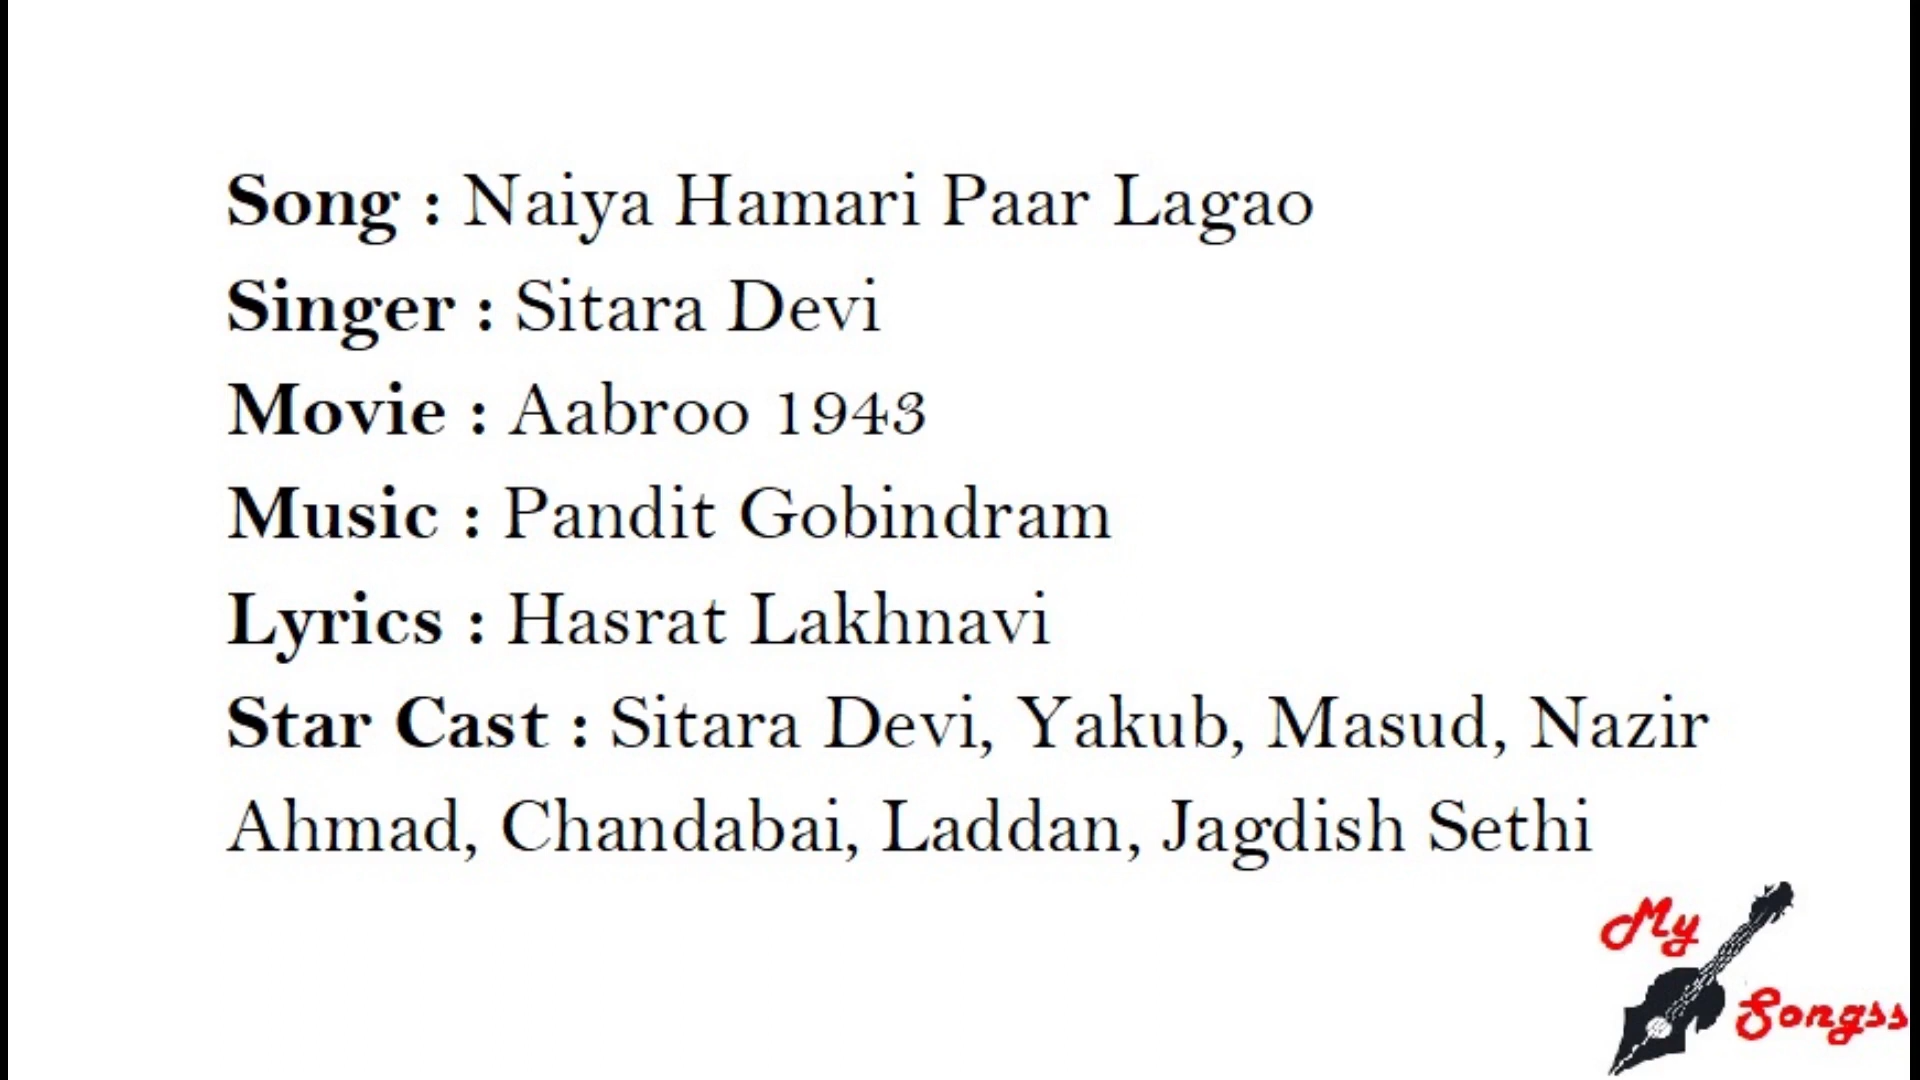 Song : Naiya Hamari Paar Lagao
Singer : Sitara Devi
Movie : Aabroo 1943
Music : Pandit Gobindram
Lyrics : Hasrat Lakhnavi
Star Cast : Sitara Devi, Yakub, Masud, Nazir
Ahmad, Chandabai, Laddan, Jagdish Sethi
My
Songss